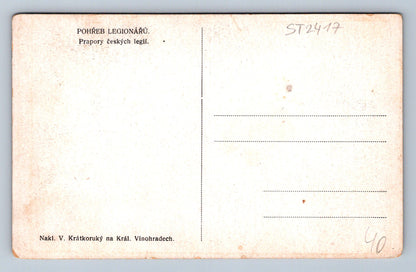 POHŘEB LEGIONÁŘŮ.
Prapory českých legií.
ST2417
Nakl. V. Krátkoruký na Král. Vinohradech.
40